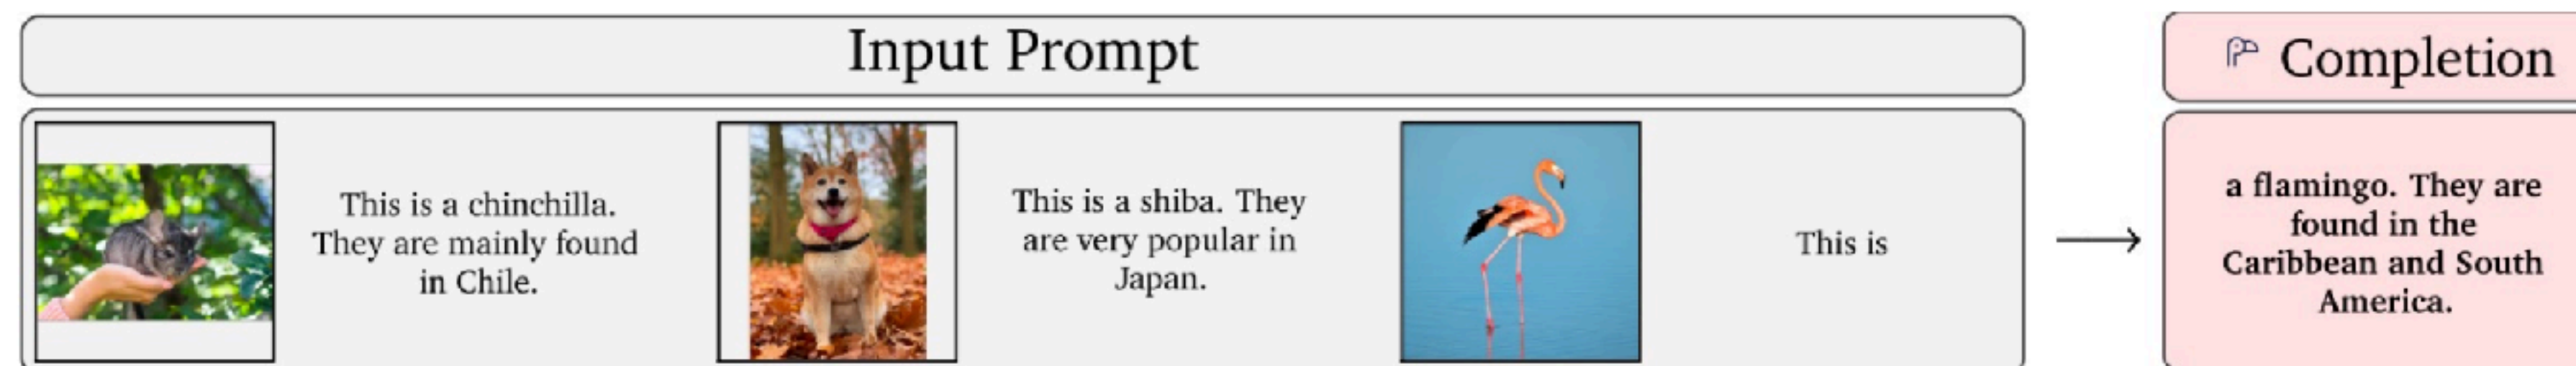 Input Prompt
Completion
This is a chinchilla.
They are mainly found
in Chile.
This is a shiba. They
are very popular in
Japan.
This is
a flamingo. They are
found in the
Caribbean and South
America.